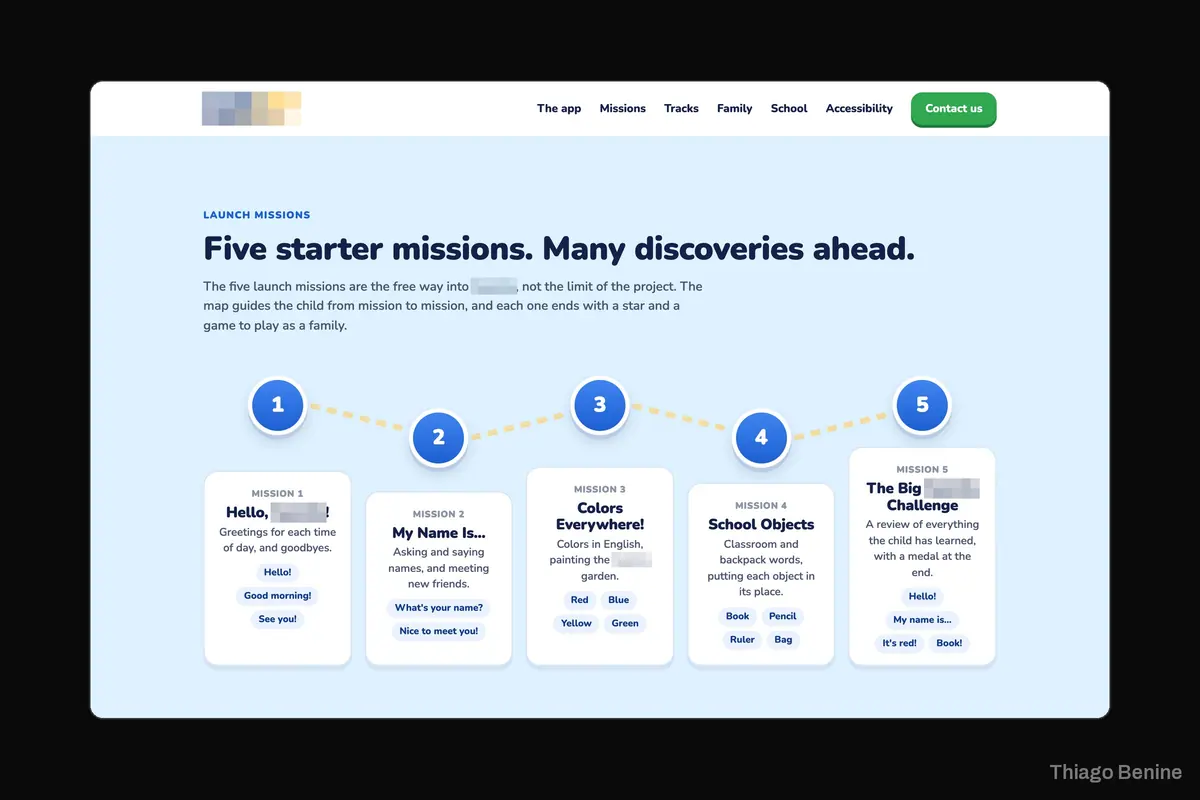 The app Missions Tracks Family School Accessibility Contact us
LAUNCH MISSIONS
Five starter missions. Many discoveries ahead.
The five launch missions are the free way into , not the limit of the project. The
map guides the child from mission to mission, and each one ends with a star and a
game to play as a family.
1
2
3
4
5
MISSION 1
Hello, !
Greetings for each time
of day, and goodbyes.
Hello!
Good morning!
See you!
MISSION 2
My Name Is...
Asking and saying
names, and meeting
new friends.
What's your name?
Nice to meet you!
MISSION 3
Colors
Everywhere!
Colors in English,
painting the
garden.
Red Blue
Yellow Green
MISSION 4
School Objects
Classroom and
backpack words,
putting each object in
its place.
Book Pencil
Ruler Bag
MISSION 5
The Big
Challenge
A review of everything
the child has learned,
with a medal at the
end.
Hello!
My name is...
It's red! Book!
Thiago Benine